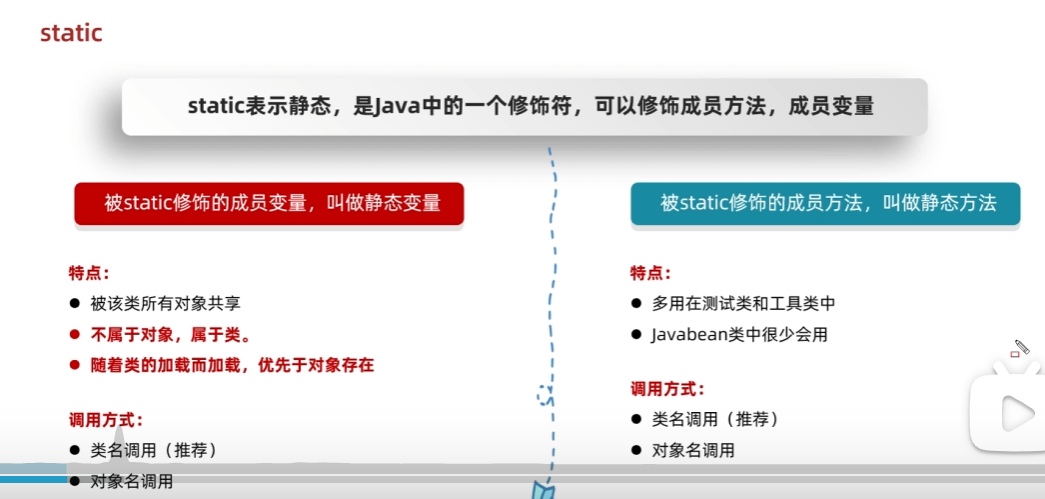 static
static表示静态，是Java中的一个修饰符，可以修饰成员方法，成员变量
被static修饰的成员变量，叫做静态变量
特点：
被该类所有对象共享
不属于对象，属于类。
随着类的加载而加载，优先于对象存在
调用方式：
类名调用（推荐）
对象名调用
被static修饰的成员方法，叫做静态方法
特点：
多用在测试类和工具类中
Javabean类中很少会用
调用方式：
类名调用（推荐）
对象名调用